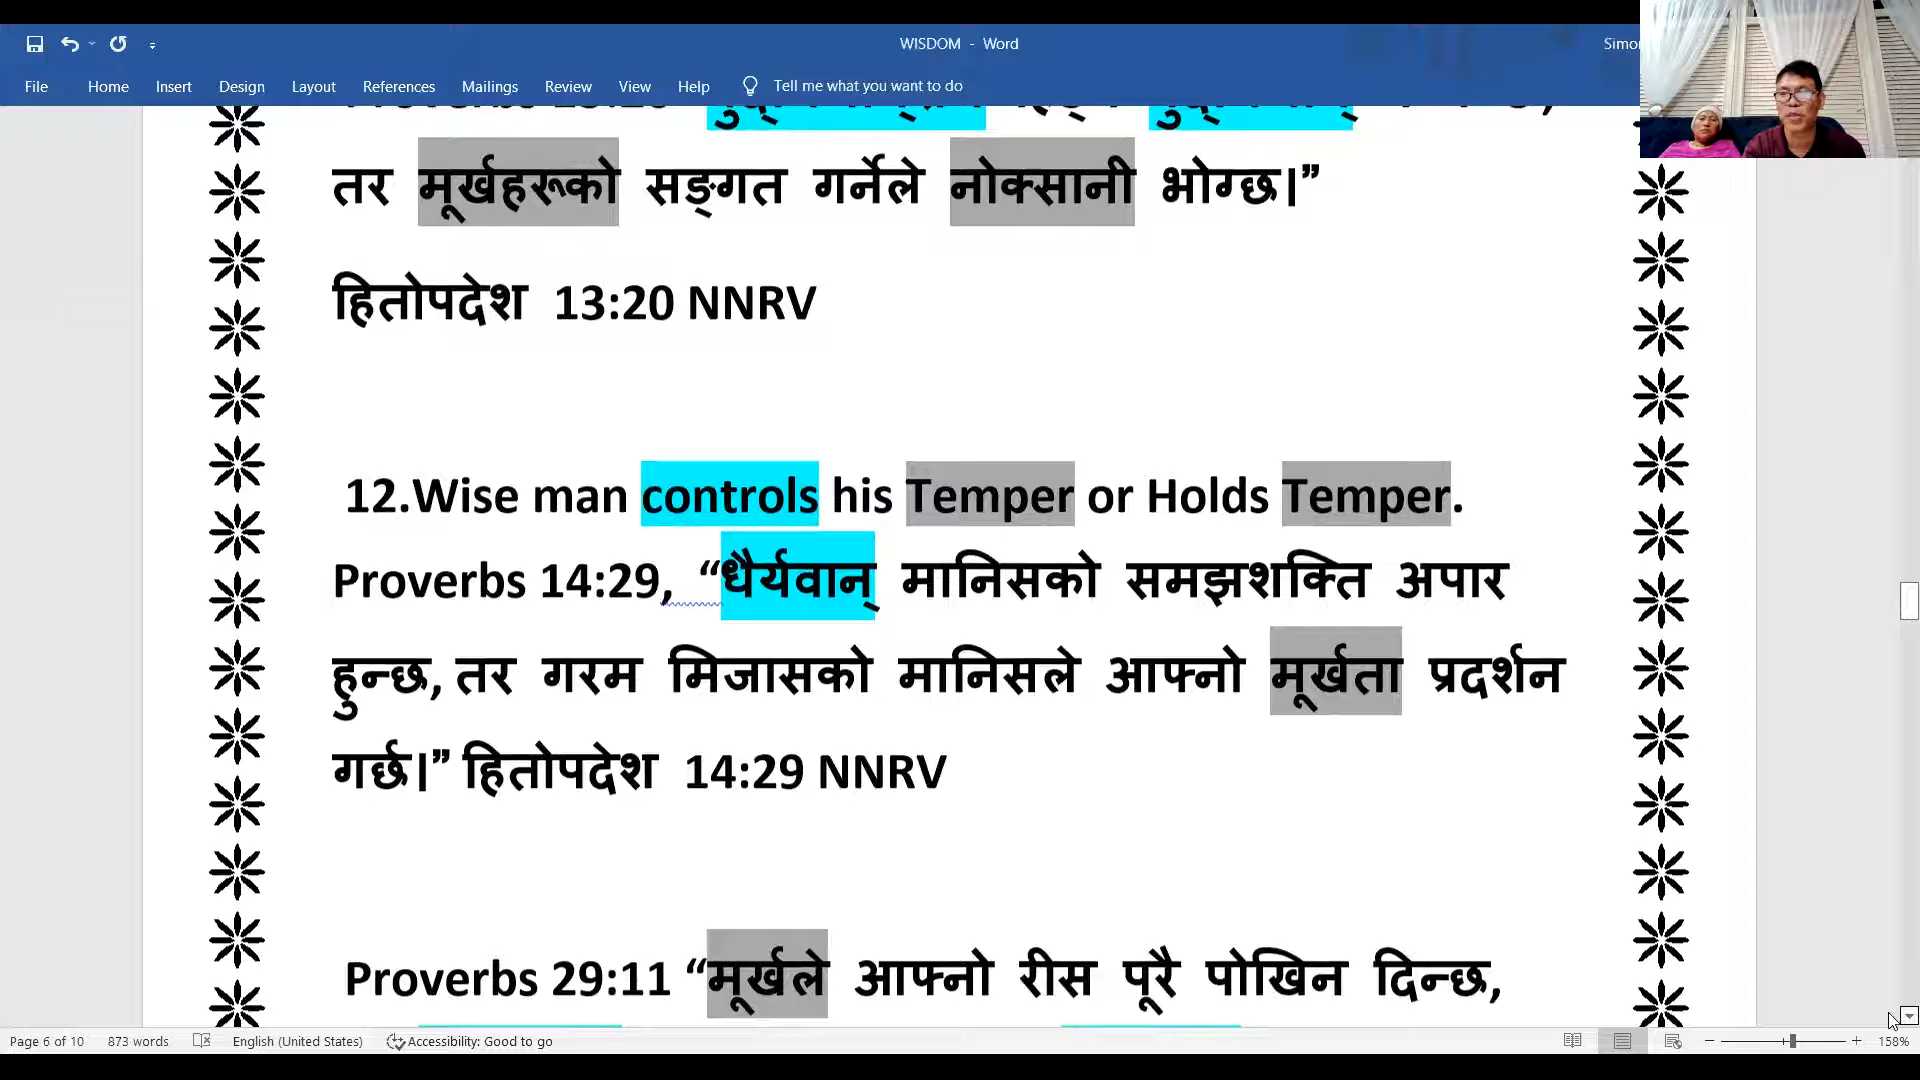 WISDOM - Word
Simon
File Home Insert Design Layout References Mailings Review View Help Tell me what you want to do
तर मूर्खहरूको सङ्गत गर्नेले नोक्सानी भोग्छ।”
हितोपदेश 13:20 NNRV
12.Wise man controls his Temper or Holds Temper.
Proverbs 14:29, “धैर्यवान् मानिसको समझशक्ति अपार
हुन्छ, तर गरम मिजासको मानिसले आफ्नो मूर्खता प्रदर्शन
गर्छ।” हितोपदेश 14:29 NNRV
Proverbs 29:11 “मूर्खले आफ्नो रीस पूरै पोखिन दिन्छ,
Page 6 of 10 873 words English (United States) Accessibility: Good to go 158%